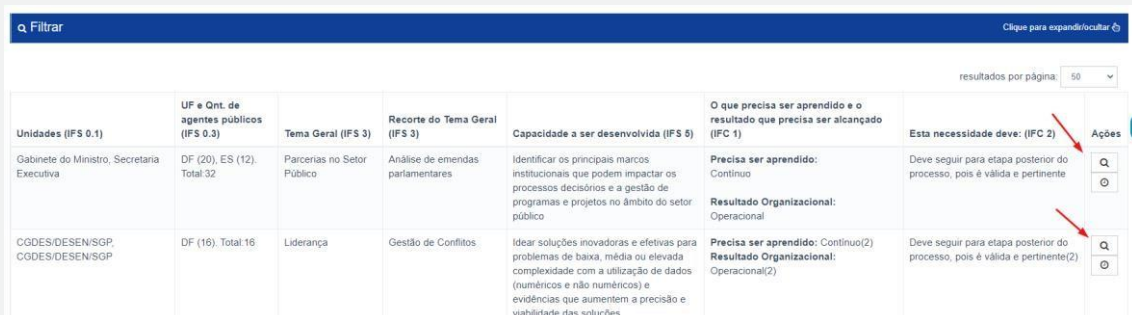 Filtrar
Clique para expandir/ocultar
resultados por página: 50
Unidades (IFS 0.1)
UF e Qnt. de
agentes públicos
(IFS 0.3)
Tema Geral (IFS 3)
Recorte do Tema Geral
(IFS 3)
Capacidade a ser desenvolvida (IFS 5)
O que precisa ser aprendido e o
resultado que precisa ser alcançado
(IFC 1)
Esta necessidade deve: (IFC 2)
Ações
Gabinete do Ministro, Secretaria
Executiva
DF (20), ES (12).
Total:32
Parcerias no Setor
Público
Análise de emendas
parlamentares
Identificar os principais marcos
institucionais que podem impactar os
processos decisórios e a gestão de
programas e projetos no âmbito do setor
público
Precisa ser aprendido:
Contínuo
Resultado Organizacional:
Operacional
Deve seguir para etapa posterior do
processo, pois é válida e pertinente
CGDES/DESEN/SGP,
CGDES/DESEN/SGP
DF (16). Total:16
Liderança
Gestão de Conflitos
Idear soluções inovadoras e efetivas para
problemas de baixa, média ou elevada
complexidade com a utilização de dados
(numéricos e não numéricos) e
evidências que aumentem a precisão e
viabilidade das soluções
Precisa ser aprendido: Contínuo(2)
Resultado Organizacional:
Operacional(2)
Deve seguir para etapa posterior do
processo, pois é válida e pertinente(2)